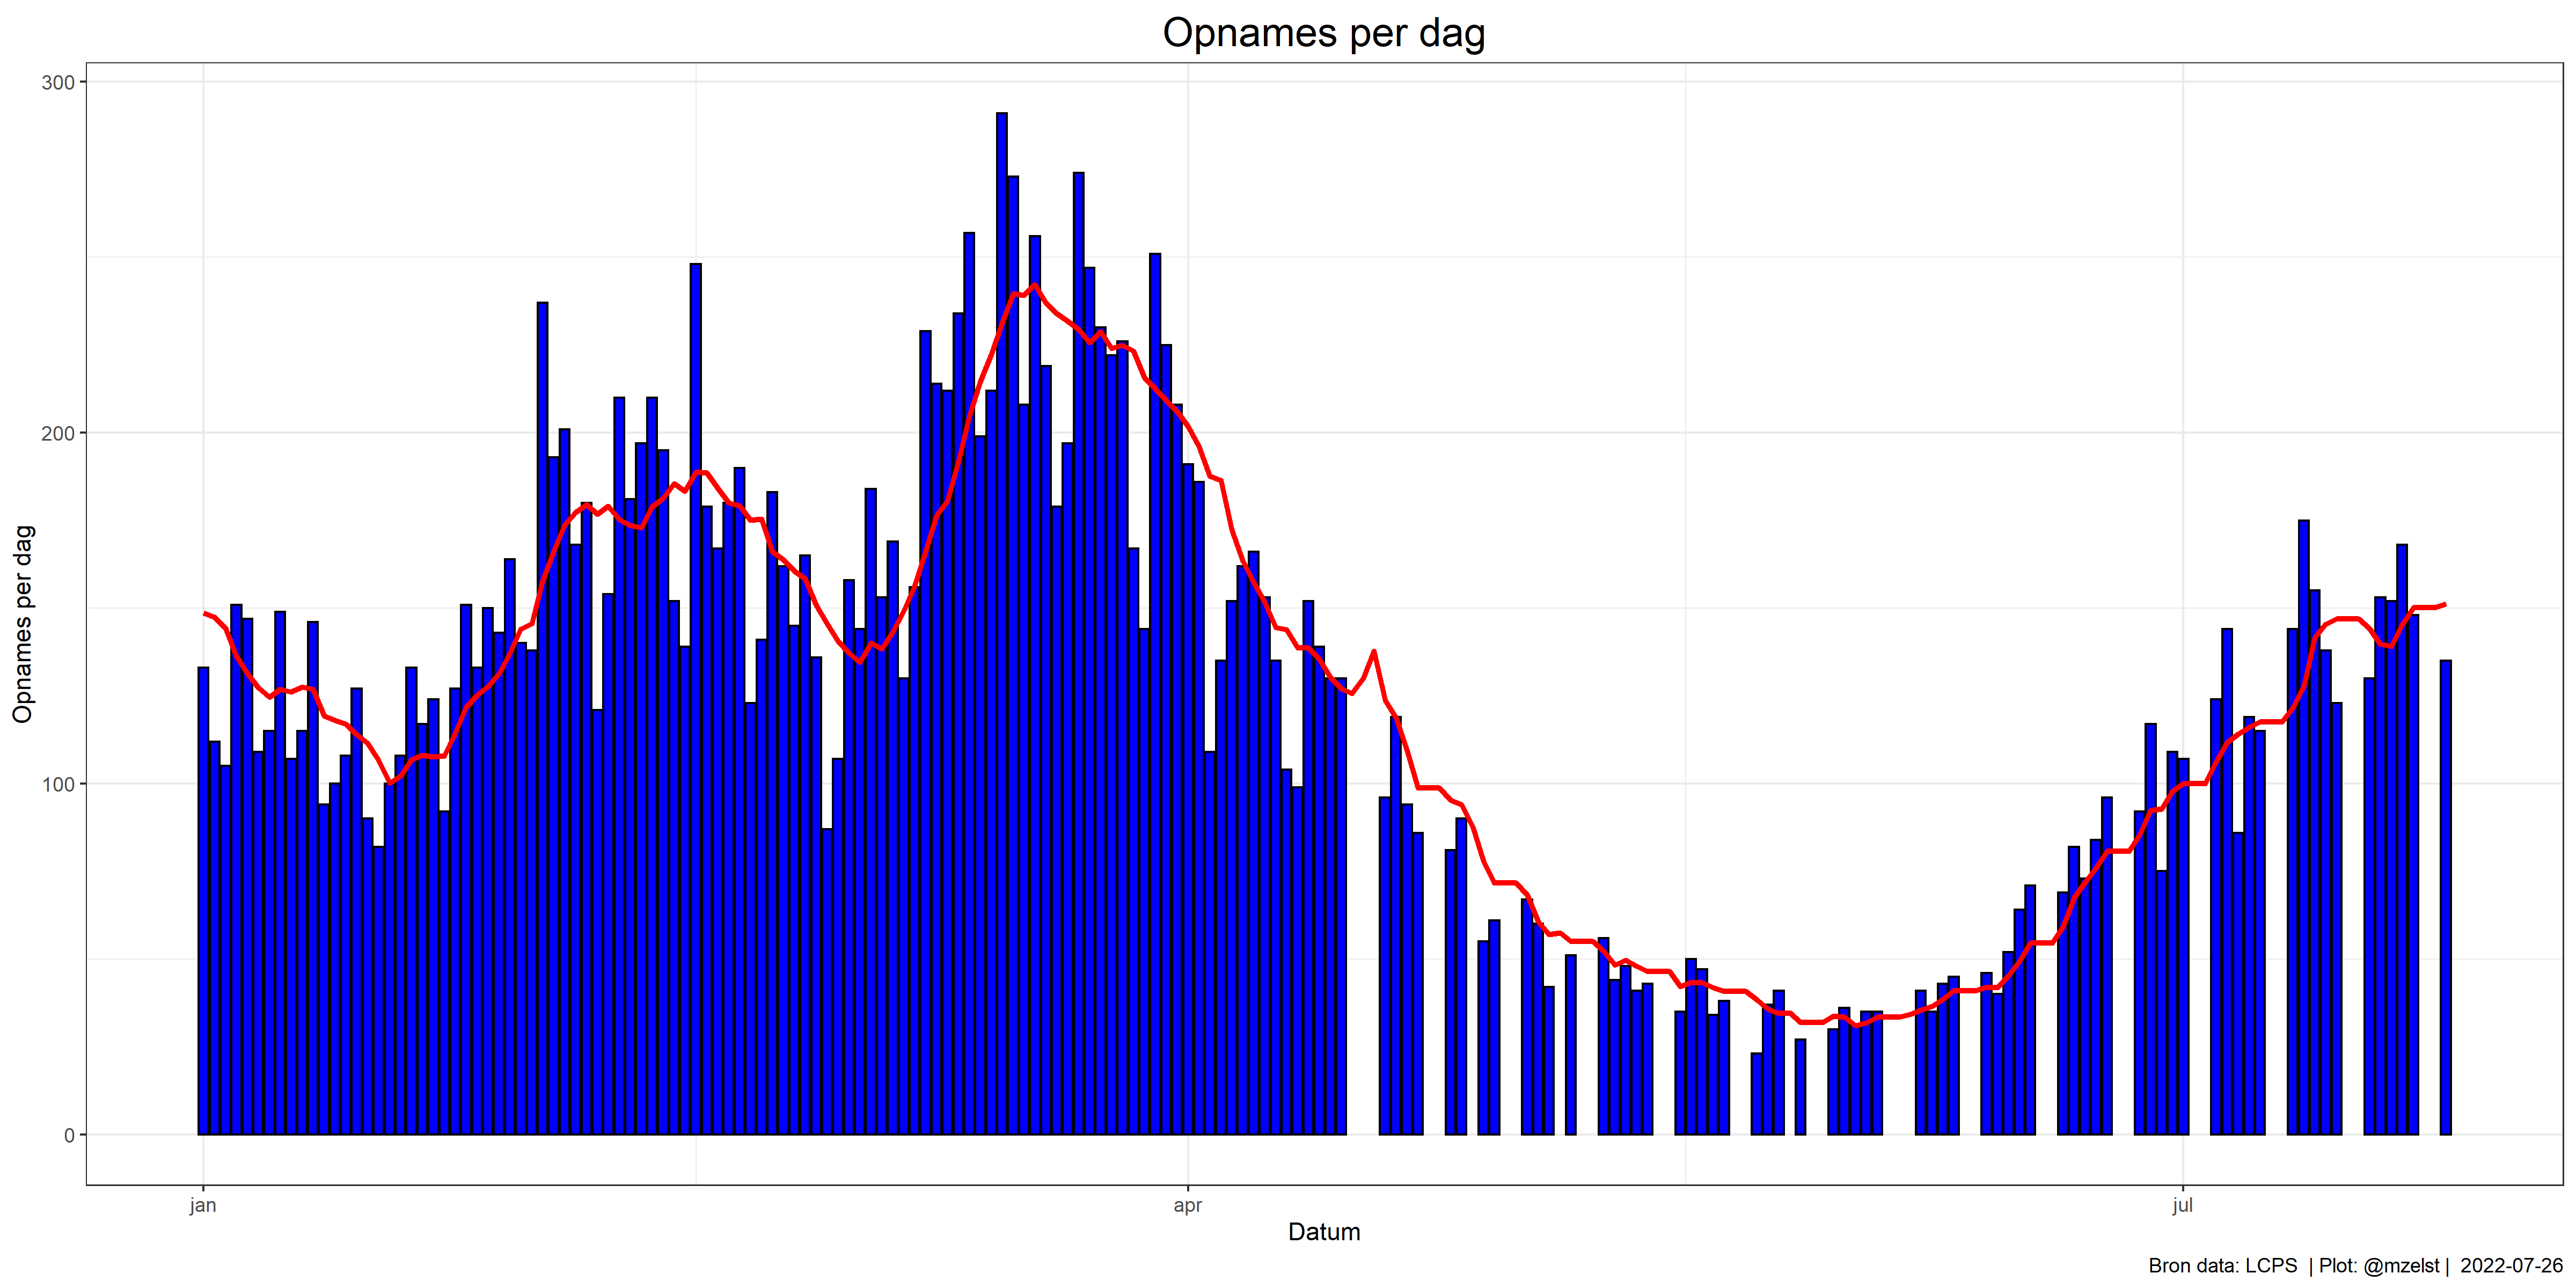 Opnames per dag
300
200
100
0
Opnames per dag
jan apr jul
Datum
Bron data: LCPS | Plot: @mzelst | 2022-07-26